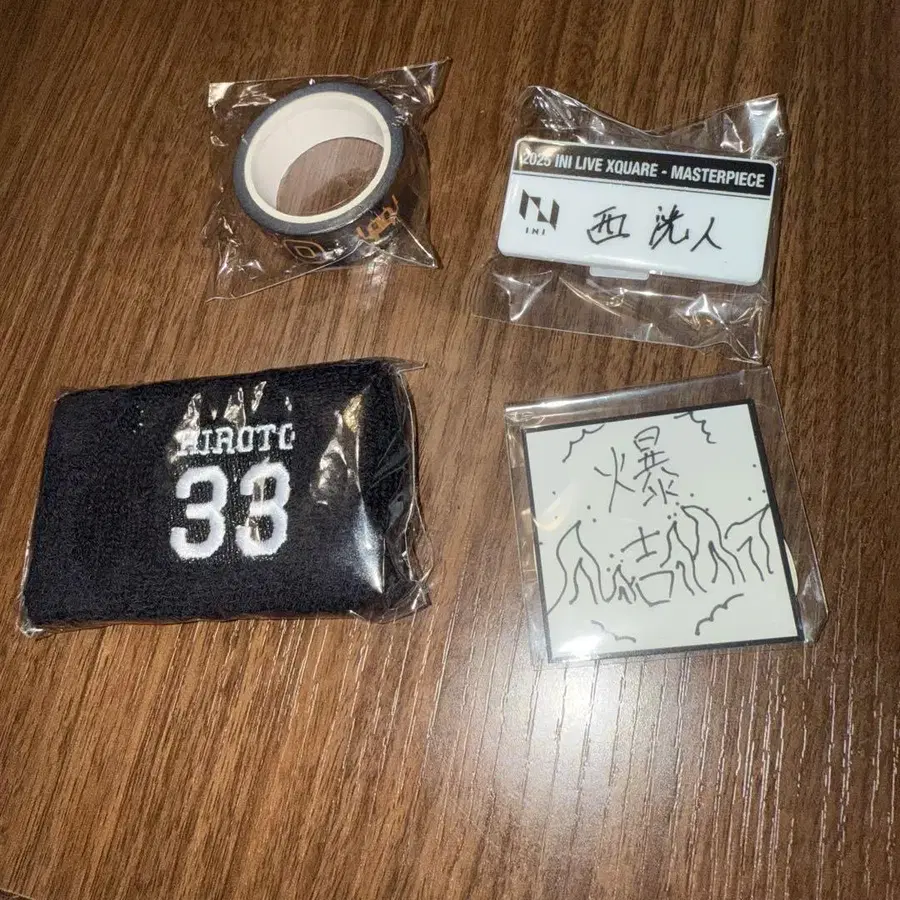 2025 INI LIVE XQUARE - MASTERPIECE
INI
西 洸人
HIROTO
33
爆
結